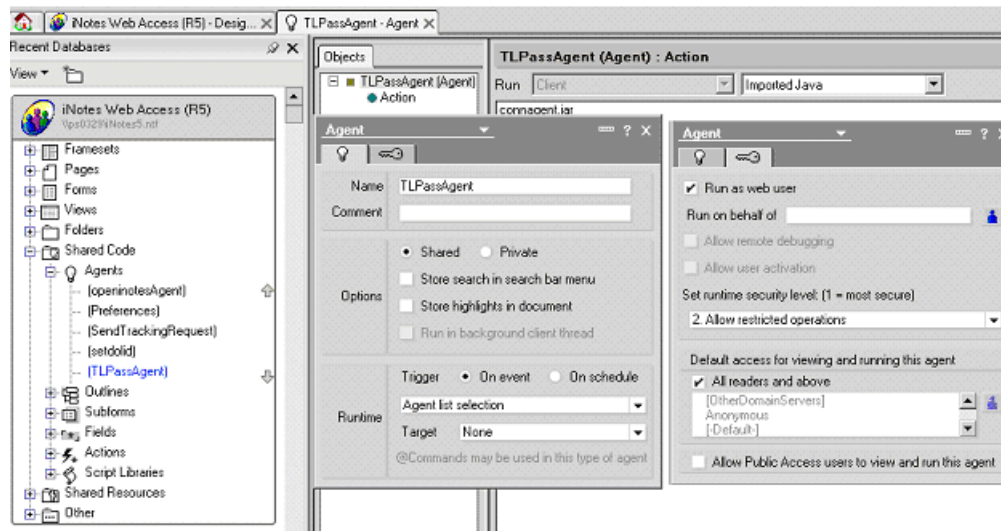 iNotes Web Access (R5) - Desig...
TLPassAgent - Agent
Recent Databases
View
iNotes Web Access (R5)
Framesets
Pages
Forms
Views
Folders
Shared Code
Agents
(openinotesAgent)
(Preferences)
(SendTrackingRequest)
(setdolid)
(TLPassAgent)
Outlines
Subforms
Fields
Actions
Script Libraries
Shared Resources
Other
Objects
TLPassAgent (Agent)
Action
TLPassAgent (Agent) : Action
Run Client Imported Java
connagent.jar
Agent
Name TLPassAgent
Comment
Options
Shared Private
Store search in search bar menu
Store highlights in document
Run in background client thread
Runtime
Trigger On event On schedule
Agent list selection
Target None
@Commands may be used in this type of agent
Agent
Run as web user
Run on behalf of
Allow remote debugging
Allow user activation
Set runtime security level: (1 = most secure)
2. Allow restricted operations
Default access for viewing and running this agent
All readers and above
[OtherDomainServers]
Anonymous
[-Default-]
Allow Public Access users to view and run this agent